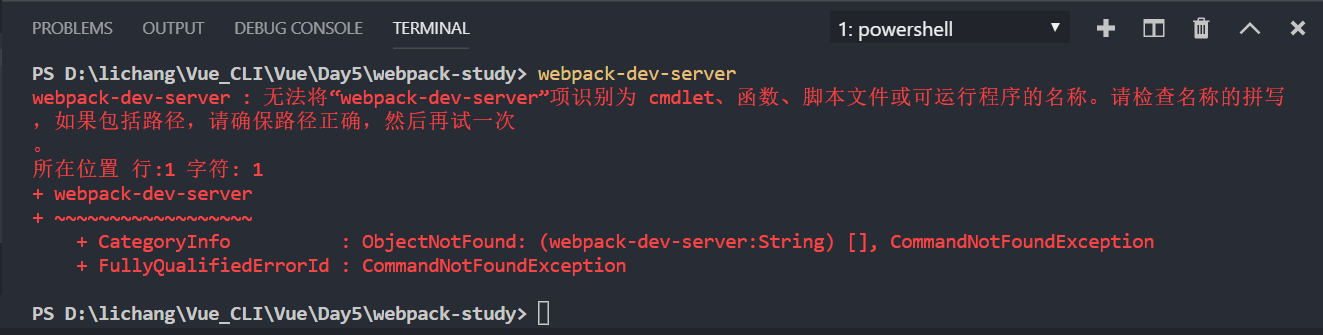 PROBLEMS OUTPUT DEBUG CONSOLE TERMINAL 1: powershell
PS D:\lichang\Vue_CLI\Vue\Day5\webpack-study> webpack-dev-server
webpack-dev-server : 无法将“webpack-dev-server”项识别为 cmdlet、函数、脚本文件或可运行程序的名称。请检查名称的拼写
，如果包括路径，请确保路径正确，然后再试一次
。
所在位置 行:1 字符: 1
+ webpack-dev-server
+ ~~~~~~~~~~~~~~~~~~
    + CategoryInfo          : ObjectNotFound: (webpack-dev-server:String) [], CommandNotFoundException
    + FullyQualifiedErrorId : CommandNotFoundException
PS D:\lichang\Vue_CLI\Vue\Day5\webpack-study>